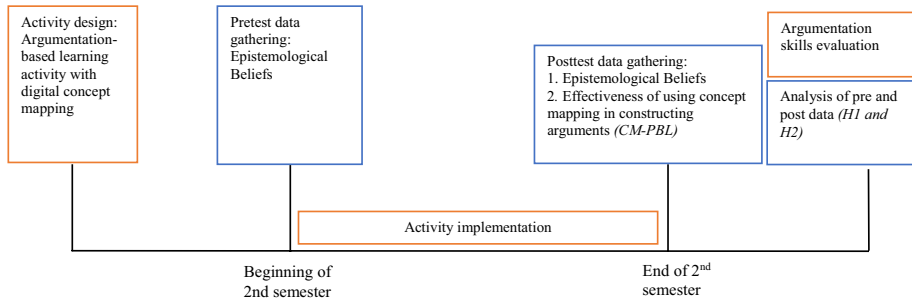 Activity design:
Argumentation-
based learning
activity with
digital concept
mapping
Pretest data
gathering:
Epistemological
Beliefs
Posttest data gathering:
1. Epistemological Beliefs
2. Effectiveness of using concept
mapping in constructing
arguments (CM-PBL)
Argumentation
skills evaluation
Analysis of pre and
post data (H1 and
H2)
Activity implementation
Beginning of
2nd semester
End of 2nd
semester